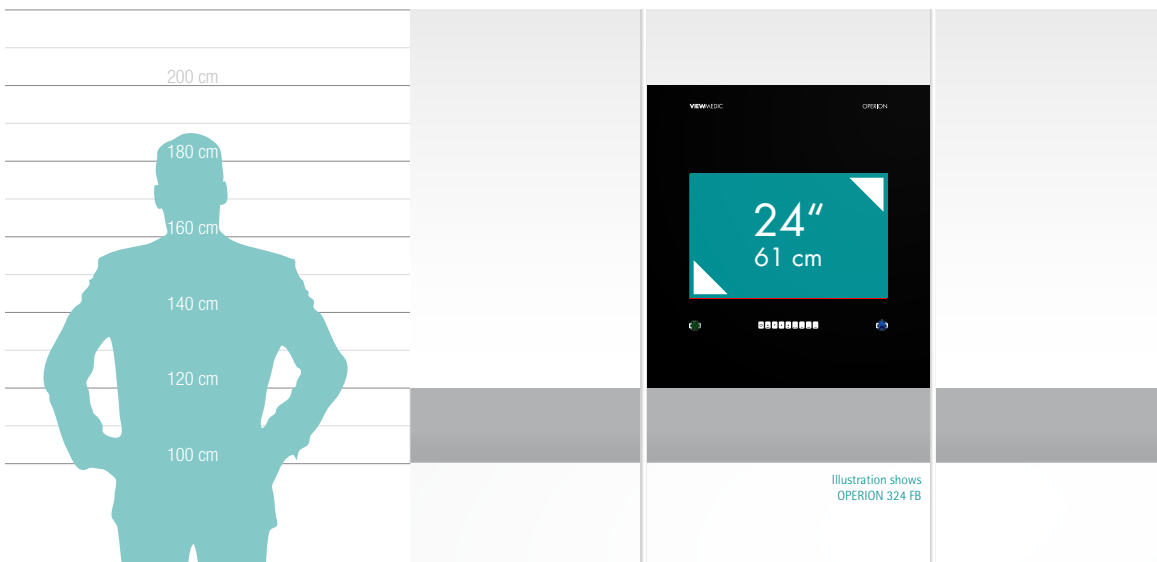 200 cm
180 cm
160 cm
140 cm
120 cm
100 cm
VIEWMEDIC
OPERION
24“
61 cm
Illustration shows
OPERION 324 FB